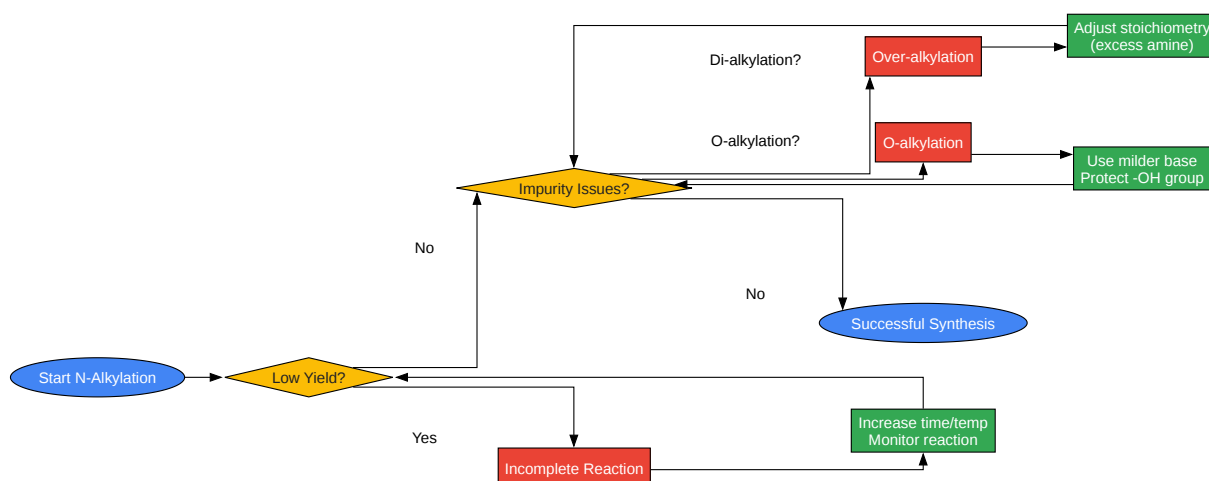 Adjust stoichiometry
(excess amine)
Di-alkylation?
Over-alkylation
O-alkylation?
O-alkylation
Use milder base
Protect -OH group
Impurity Issues?
No
No
Successful Synthesis
Start N-Alkylation
Low Yield?
Increase time/temp
Monitor reaction
Yes
Incomplete Reaction